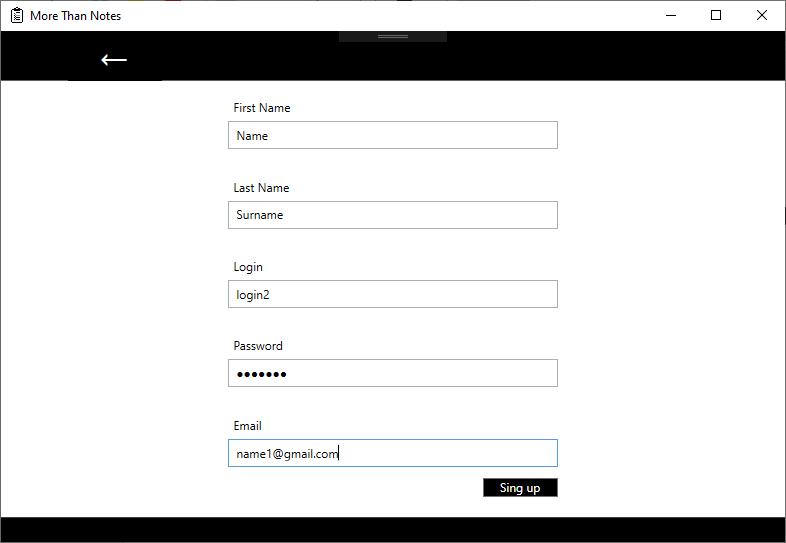 More Than Notes
First Name
Name
Last Name
Surname
Login
login2
Password
•••••••
Email
name1@gmail.com
Sing up